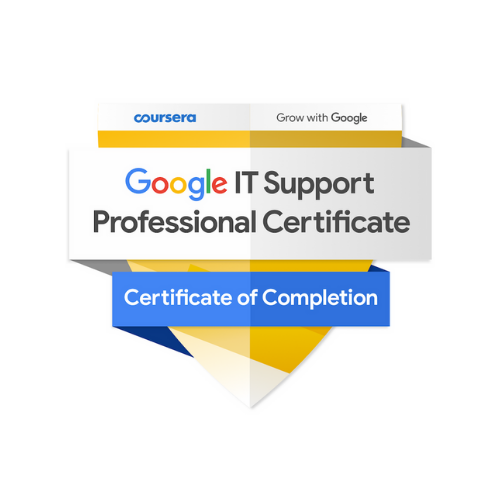 coursera
Grow with Google
Google IT Support
Professional Certificate
Certificate of Completion